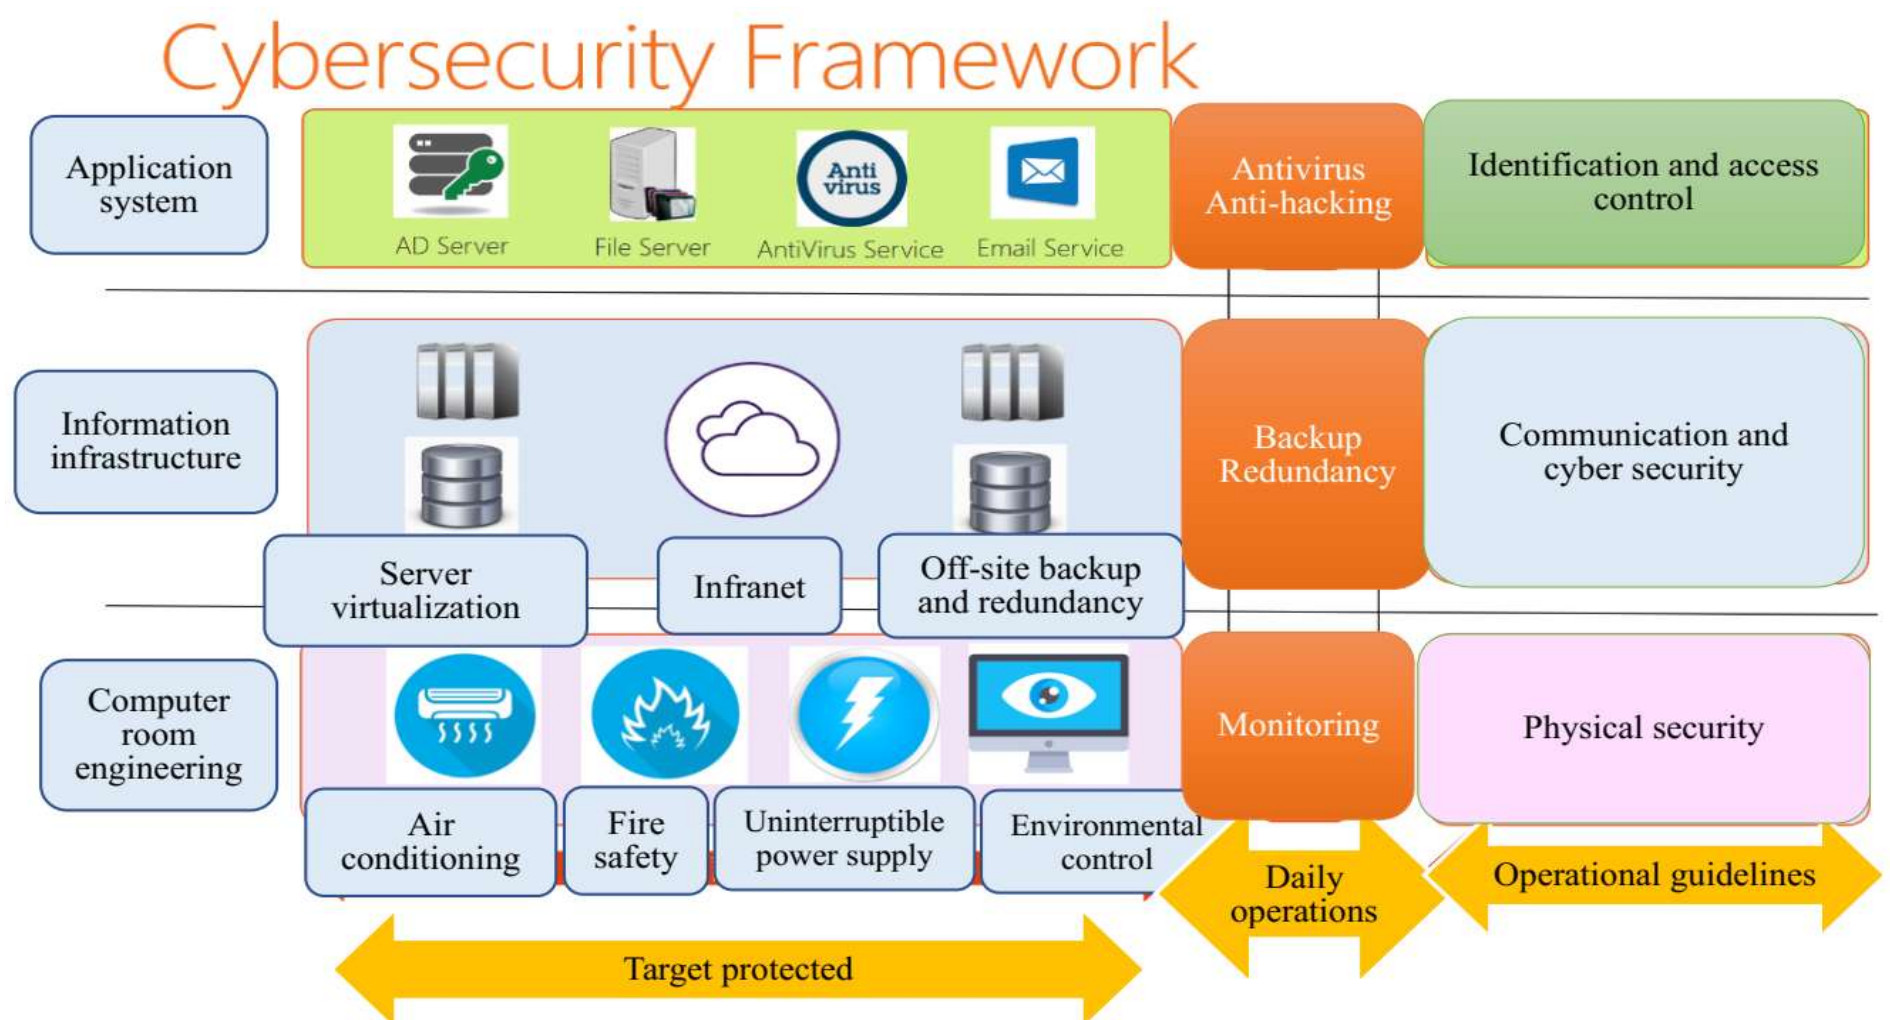 Cybersecurity Framework
Application
system
Anti
virus
AD Server
File Server
AntiVirus Service
Email Service
Antivirus
Anti-hacking
Identification and access
control
Information
infrastructure
Server
virtualization
Infranet
Off-site backup
and redundancy
Backup
Redundancy
Communication and
cyber security
Computer
room
engineering
Air
conditioning
Fire
safety
Uninterruptible
power supply
Environmental
control
Monitoring
Physical security
Target protected
Daily
operations
Operational guidelines